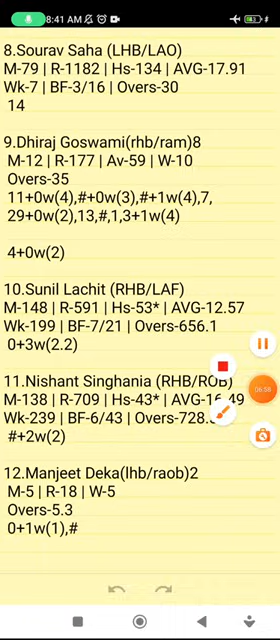 8:41 AM
8.Sourav Saha (LHB/LAO)
M-79 | R-1182 | Hs-134 | AVG-17.91
Wk-7 | BF-3/16 | Overs-30
14
9.Dhiraj Goswami(rhb/ram)8
M-12 | R-177 | Av-59 | W-10
Overs-35
11+0w(4),#+0w(3),#+1w(4),7,
29+0w(2),13,#,1,3+1w(4)
4+0w(2)
10.Sunil Lachit (RHB/LAF)
M-148 | R-591 | Hs-53* | AVG-12.57
Wk-199 | BF-7/21 | Overs-656.1
0+3w(2.2)
11.Nishant Singhania (RHB/ROB)
M-138 | R-709 | Hs-43* | AVG-16.49
Wk-239 | BF-6/43 | Overs-728.
06:58
#+2w(2)
12.Manjeet Deka(lhb/raob)2
M-5 | R-18 | W-5
Overs-5.3
0+1w(1),#